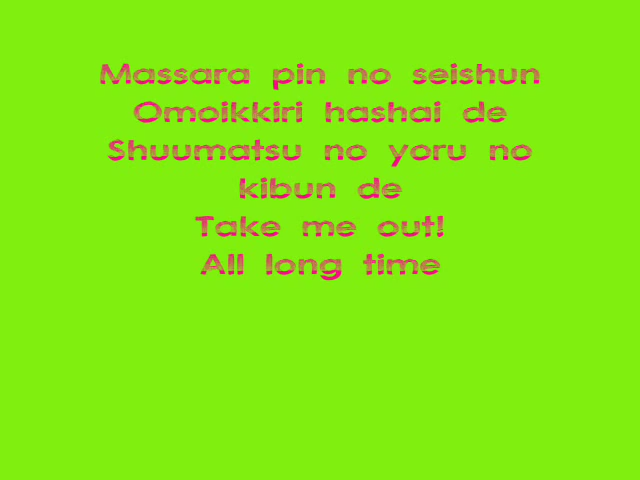 Massara pin no seishun
Omoikkiri hashai de
Shuumatsu no yoru no
kibun de
Take me out!
All long time